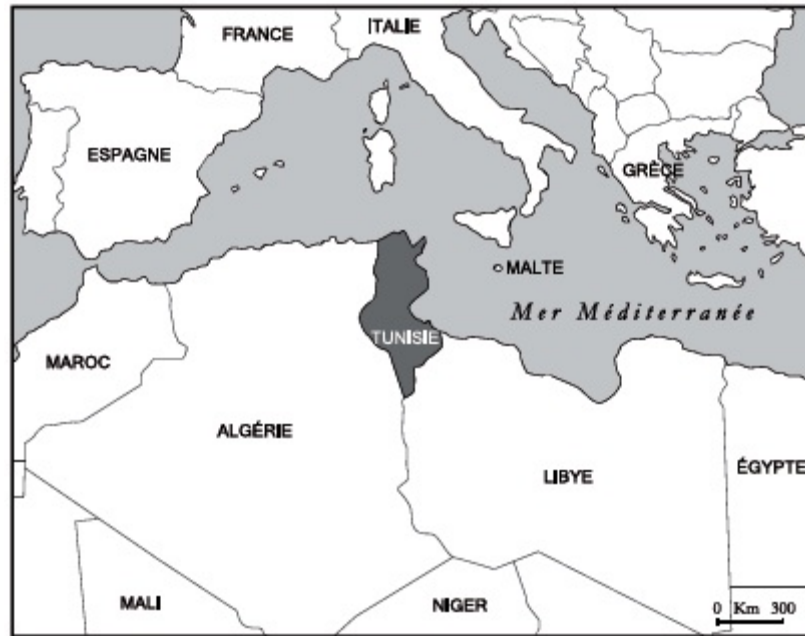 FRANCE
ITALIE
ESPAGNE
GRÈCE
MALTE
Mer Méditerranée
TUNISIE
MAROC
ALGÉRIE
LIBYE
ÉGYPTE
MALI
NIGER
0 Km 300